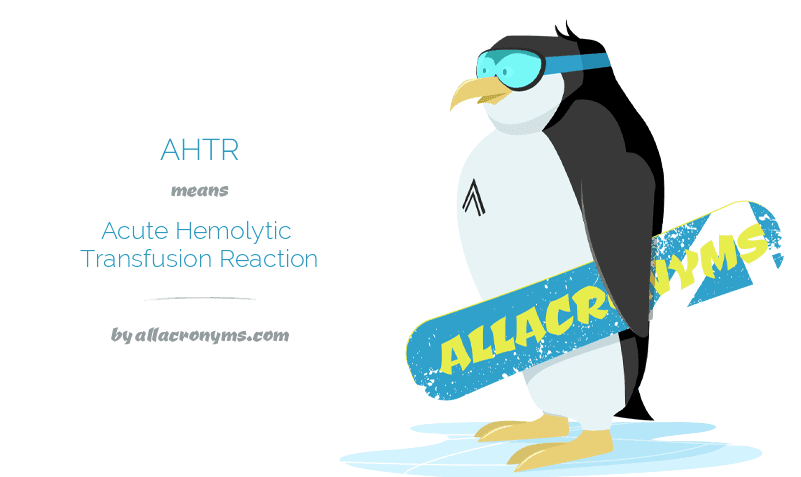 AHTR
means
Acute Hemolytic
Transfusion Reaction
by allacronyms.com
ALLACRONYMS